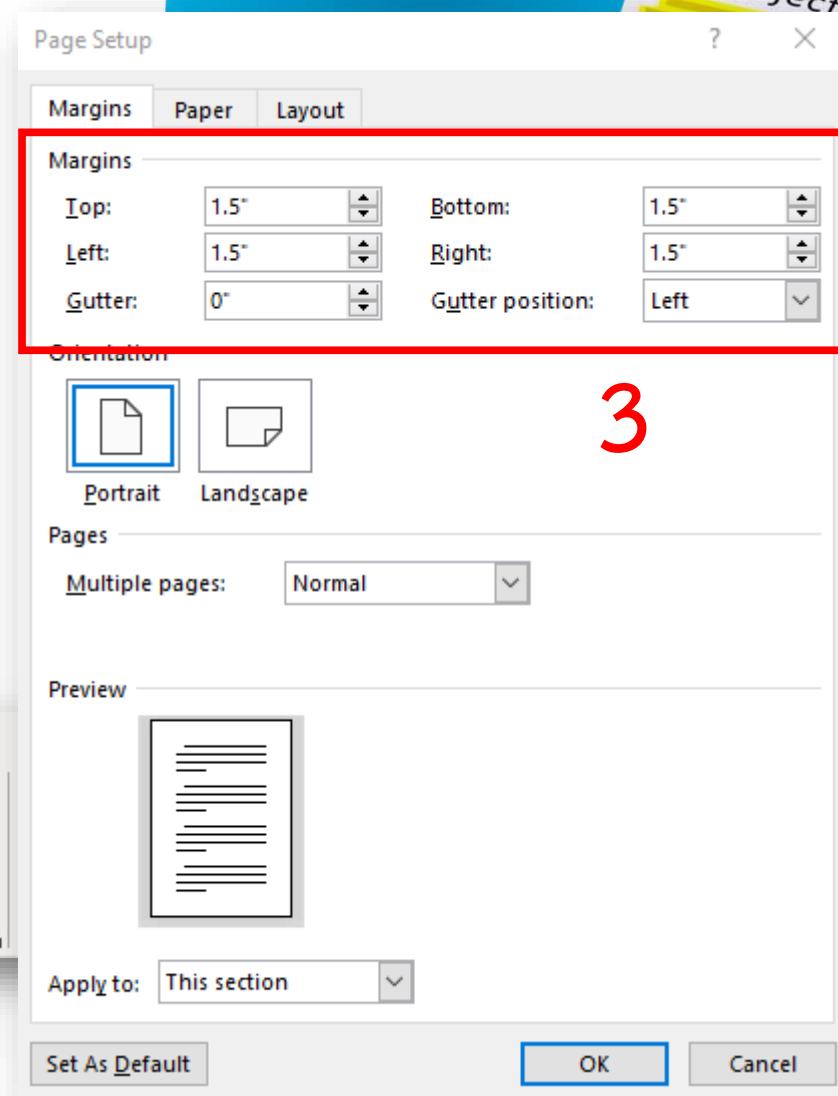 Page Setup ?
Margins Paper Layout
Margins
Top: 1.5" Bottom: 1.5"
Left: 1.5" Right: 1.5"
Gutter: 0" Gutter position: Left
Orientation
3
Portrait Landscape
Pages
Multiple pages: Normal
Preview
Apply to: This section
Set As Default OK Cancel